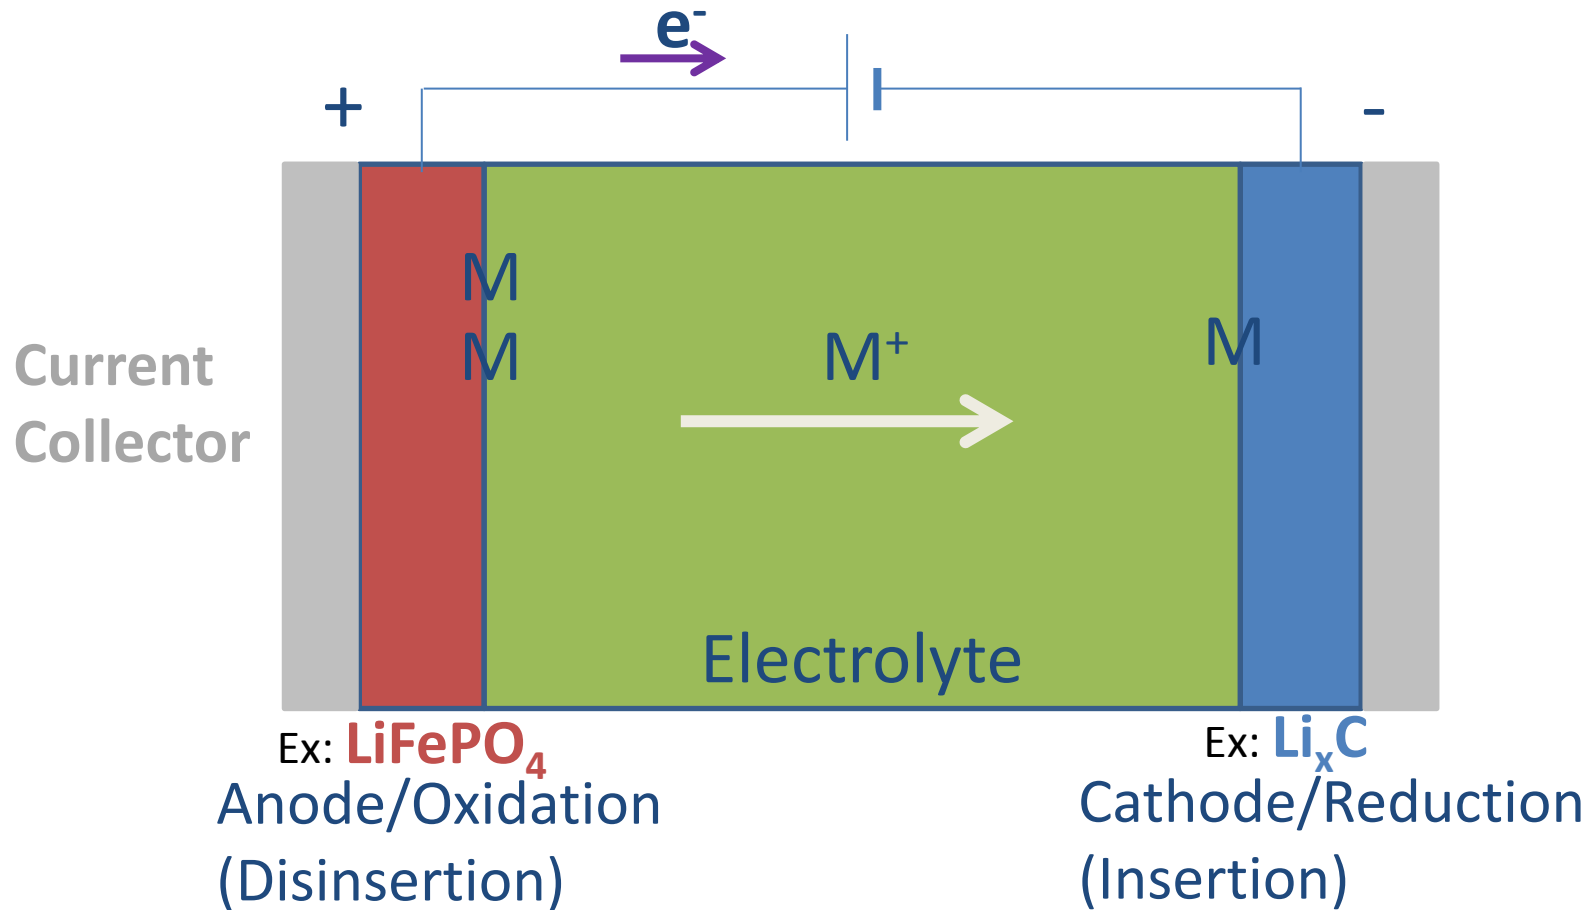 e⁻
+
-
M
M
M⁺
M
Current
Collector
Electrolyte
Ex: LiFePO₄
Ex: LiₓC
Anode/Oxidation
(Disinsertion)
Cathode/Reduction
(Insertion)